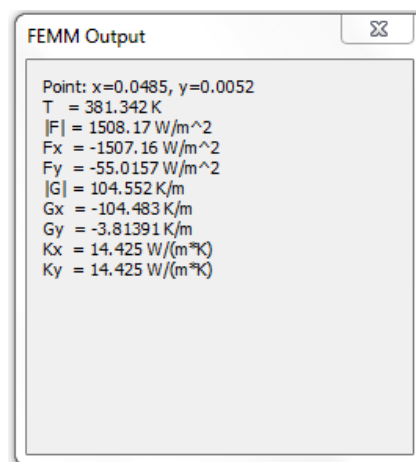 FEMM Output
Point: x=0.0485, y=0.0052
T = 381.342 K
|F| = 1508.17 W/m^2
Fx = -1507.16 W/m^2
Fy = -55.0157 W/m^2
|G| = 104.552 K/m
Gx = -104.483 K/m
Gy = -3.81391 K/m
Kx = 14.425 W/(m*K)
Ky = 14.425 W/(m*K)